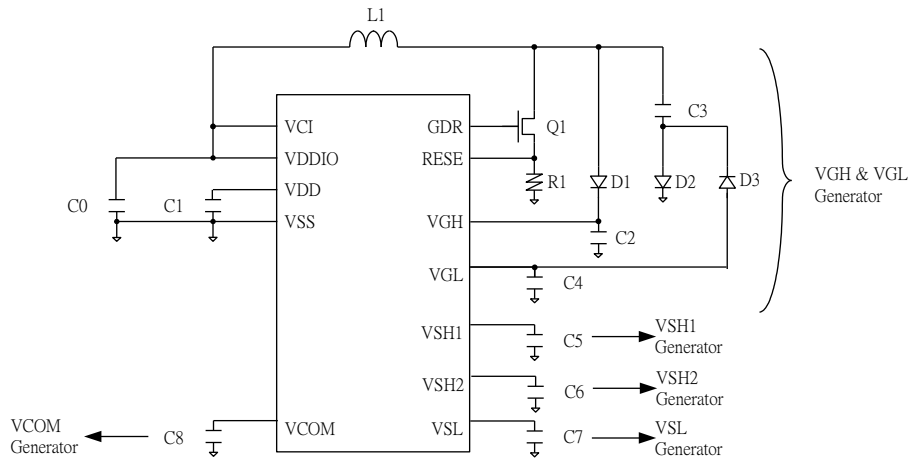 L1
C3
VCI
GDR
Q1
VDDIO
RESE
R1
D1
D2
D3
VGH & VGL
Generator
VDD
C0
C1
VSS
VGH
C2
VGL
C4
VSH1
C5
VSH1
Generator
VSH2
C6
VSH2
Generator
VCOM
Generator
C8
VCOM
VSL
C7
VSL
Generator